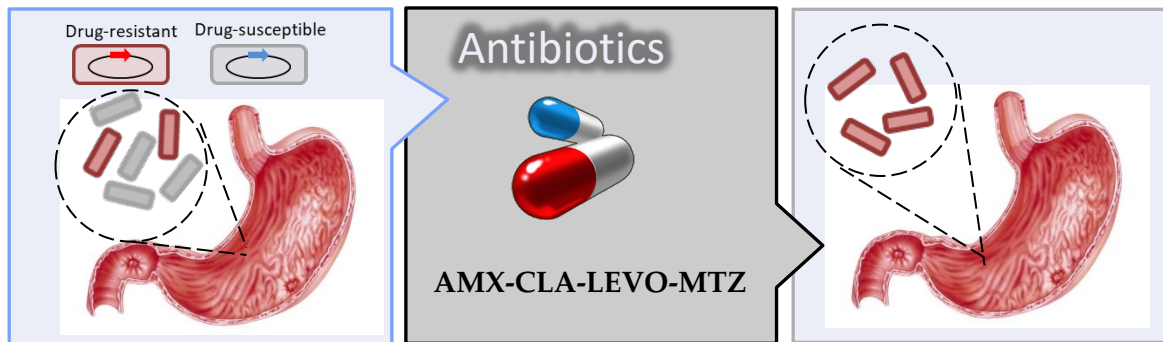 Drug-resistant
Drug-susceptible
Antibiotics
AMX-CLA-LEVO-MTZ